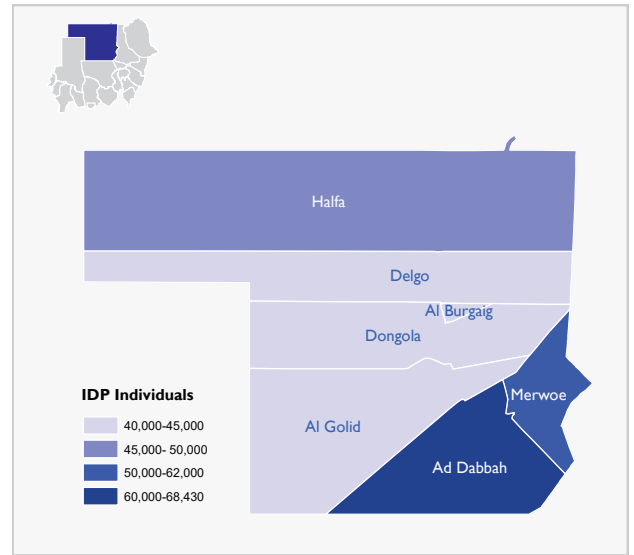 Halfa
Delgo
Al Burgaig
Dongola
Merwoe
Al Golid
Ad Dabbah
IDP Individuals
40,000-45,000
45,000- 50,000
50,000-62,000
60,000-68,430